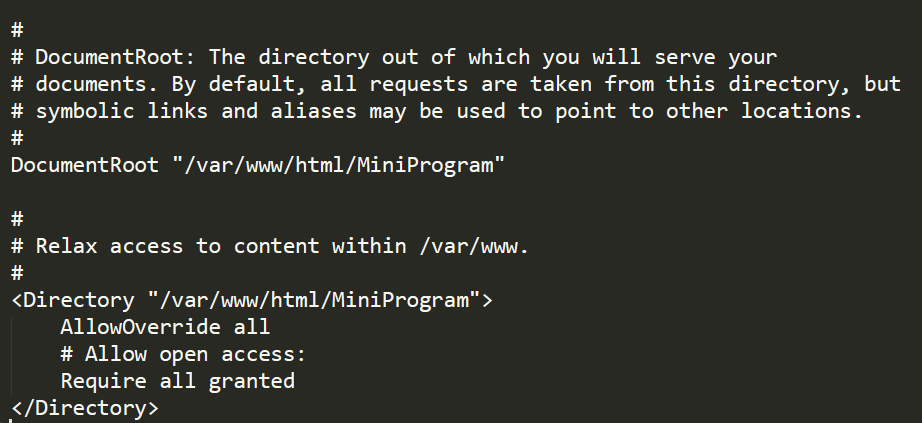 #
# DocumentRoot: The directory out of which you will serve your
# documents. By default, all requests are taken from this directory, but
# symbolic links and aliases may be used to point to other locations.
#
DocumentRoot "/var/www/html/MiniProgram"

#
# Relax access to content within /var/www.
#
<Directory "/var/www/html/MiniProgram">
    AllowOverride all
    # Allow open access:
    Require all granted
</Directory>